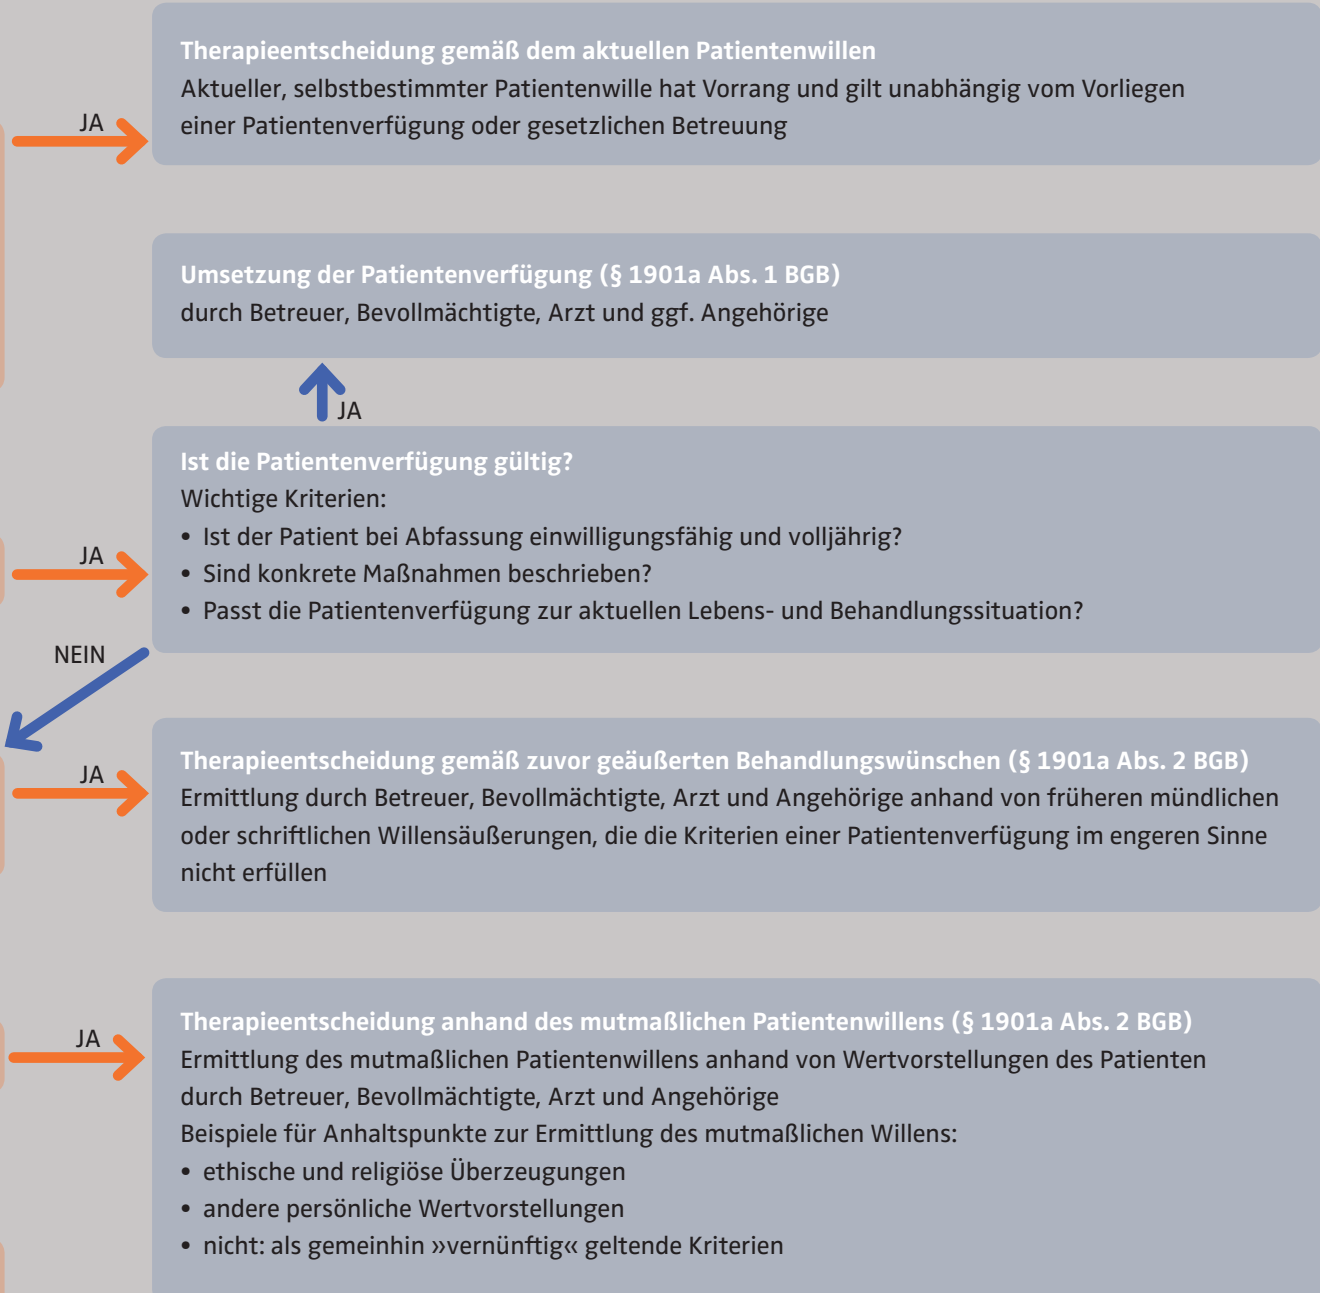 Therapieentscheidung gemäß dem aktuellen Patientenwillen
Aktueller, selbstbestimmter Patientenwille hat Vorrang und gilt unabhängig vom Vorliegen
einer Patientenverfügung oder gesetzlichen Betreuung
JA
Umsetzung der Patientenverfügung (§ 1901a Abs. 1 BGB)
durch Betreuer, Bevollmächtigte, Arzt und ggf. Angehörige
JA
Ist die Patientenverfügung gültig?
Wichtige Kriterien:
• Ist der Patient bei Abfassung einwilligungsfähig und volljährig?
• Sind konkrete Maßnahmen beschrieben?
• Passt die Patientenverfügung zur aktuellen Lebens- und Behandlungssituation?
JA
NEIN
Therapieentscheidung gemäß zuvor geäußerten Behandlungswünschen (§ 1901a Abs. 2 BGB)
Ermittlung durch Betreuer, Bevollmächtigte, Arzt und Angehörige anhand von früheren mündlichen
oder schriftlichen Willensäußerungen, die die Kriterien einer Patientenverfügung im engeren Sinne
nicht erfüllen
JA
Therapieentscheidung anhand des mutmaßlichen Patientenwillens (§ 1901a Abs. 2 BGB)
Ermittlung des mutmaßlichen Patientenwillens anhand von Wertvorstellungen des Patienten
durch Betreuer, Bevollmächtigte, Arzt und Angehörige
Beispiele für Anhaltspunkte zur Ermittlung des mutmaßlichen Willens:
• ethische und religiöse Überzeugungen
• andere persönliche Wertvorstellungen
• nicht: als gemeinhin »vernünftig« geltende Kriterien
JA